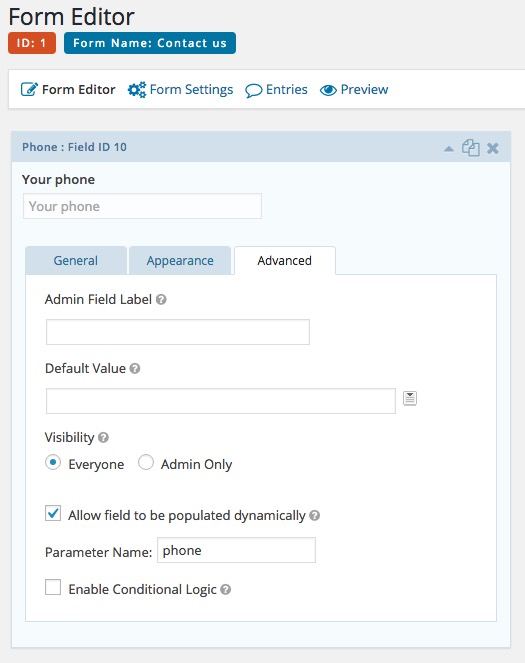 Form Editor
ID: 1 Form Name: Contact us
Form Editor Form Settings Entries Preview
Phone : Field ID 10
Your phone
Your phone
General Appearance Advanced
Admin Field Label
Default Value
Visibility
Everyone Admin Only
Allow field to be populated dynamically
Parameter Name: phone
Enable Conditional Logic